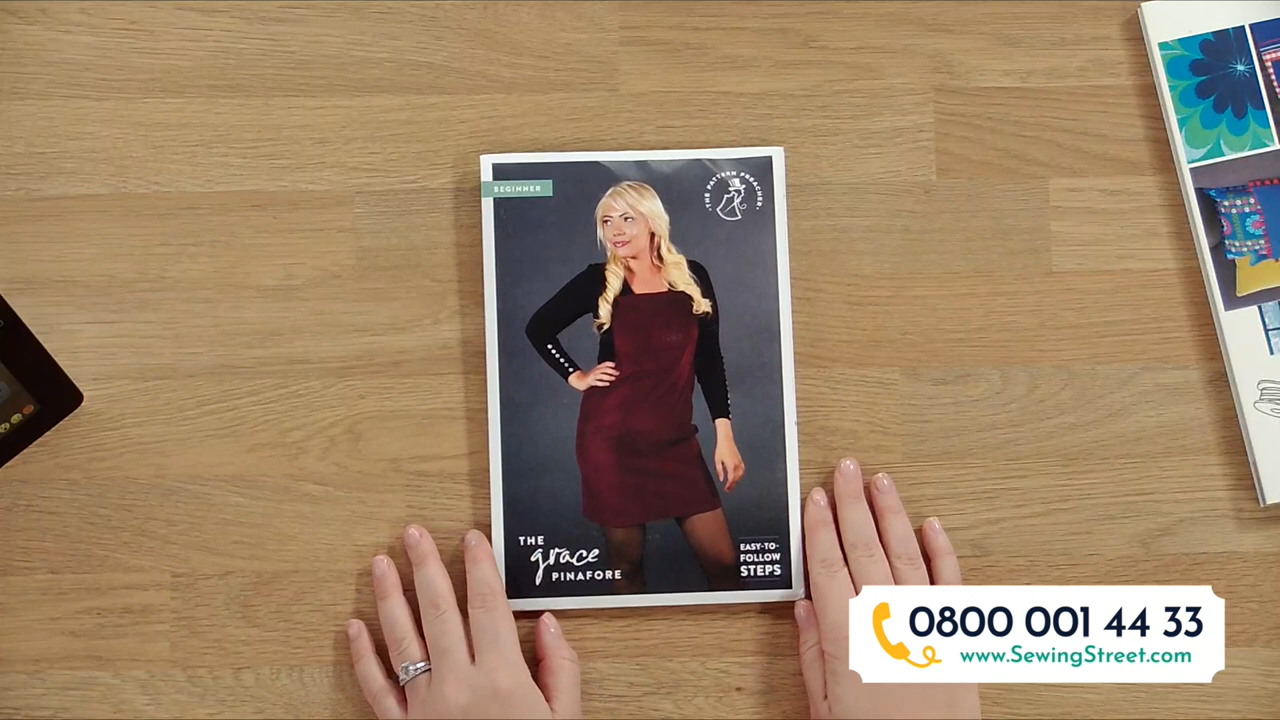 BEGINNER
·THE PATTERN PREACHER·
THE
grace
PINAFORE
EASY-TO-
FOLLOW
STEPS
0800 001 44 33
www.SewingStreet.com